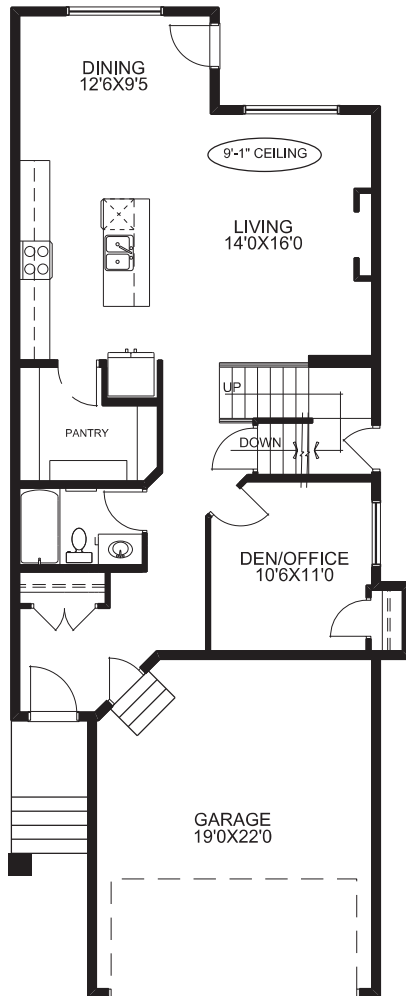 DINING
12'6X9'5
9'-1" CEILING
LIVING
14'0X16'0
UP
PANTRY
DOWN
DEN/OFFICE
10'6X11'0
GARAGE
19'0X22'0